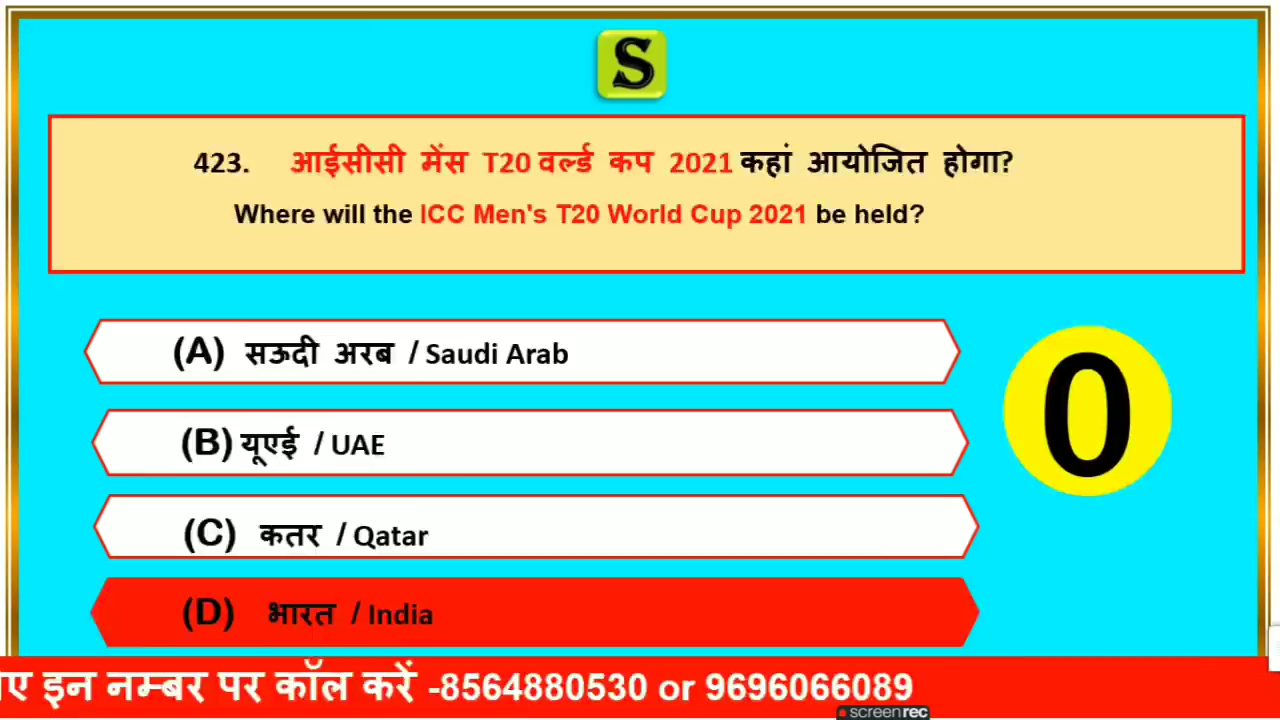 S
423. आईसीसी मेंस T20 वर्ल्ड कप 2021 कहां आयोजित होगा?
Where will the ICC Men's T20 World Cup 2021 be held?
(A) सऊदी अरब / Saudi Arab
(B) यूएई / UAE
(C) कतर / Qatar
(D) भारत / India
0
इन नम्बर पर कॉल करें -8564880530 or 9696066089
screenrec